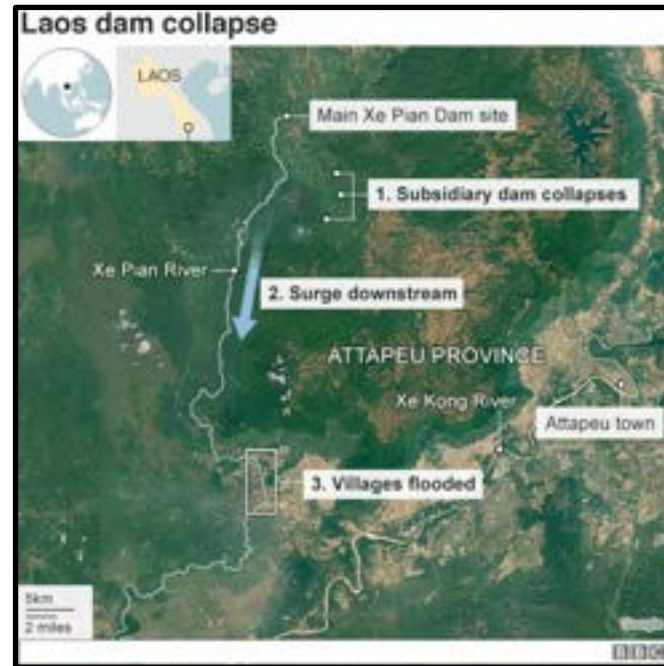 Laos dam collapse
LAOS
Main Xe Pian Dam site
1. Subsidiary dam collapses
Xe Pian River
2. Surge downstream
ATTAPEU PROVINCE
Xe Kong River
Attapeu town
3. Villages flooded
5km
2 miles
Google
BBC